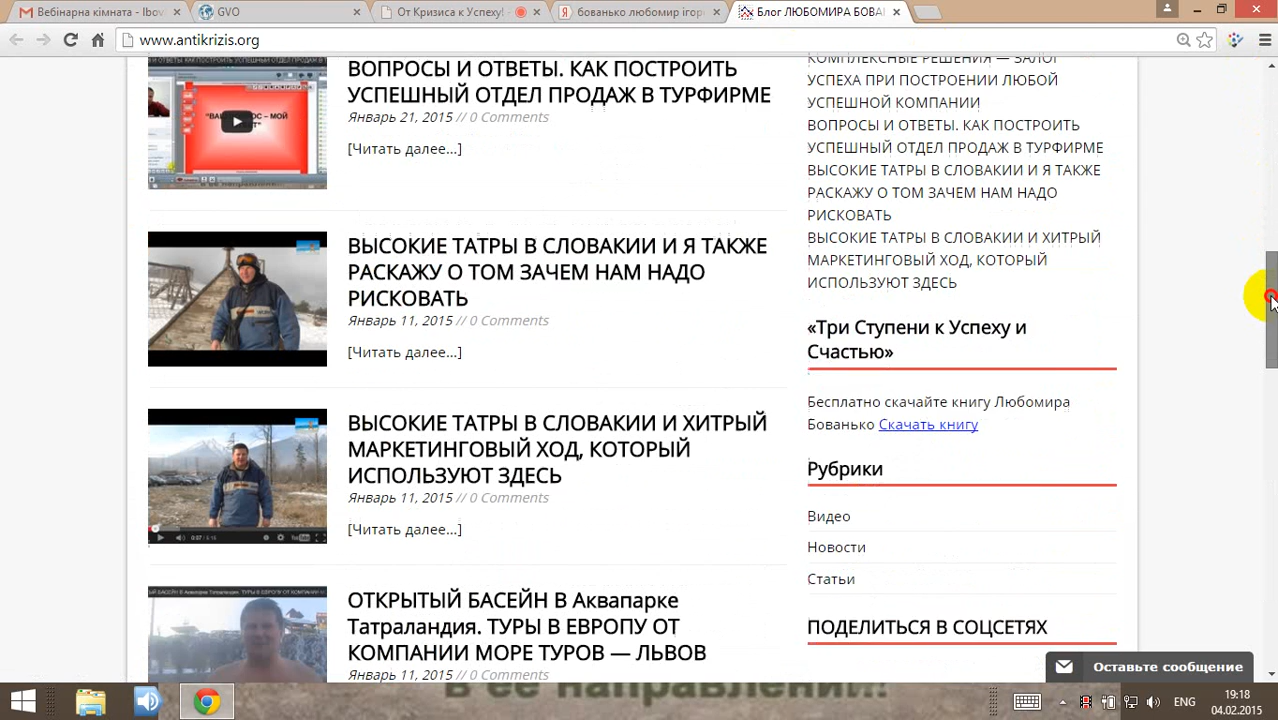 Вебінарна кімната - Ibov
GVO
От Кризиса к Успеху! -
бованько любомир ігор
Блог ЛЮБОМИРА БОВА
www.antikrizis.org
ВОПРОСЫ И ОТВЕТЫ. КАК ПОСТРОИТЬ
УСПЕШНЫЙ ОТДЕЛ ПРОДАЖ В ТУРФИРМЕ
Январь 21, 2015 // 0 Comments
[Читать далее...]
ВЫСОКИЕ ТАТРЫ В СЛОВАКИИ И Я ТАКЖЕ
РАСКАЖУ О ТОМ ЗАЧЕМ НАМ НАДО
РИСКОВАТЬ
Январь 11, 2015 // 0 Comments
[Читать далее...]
ВЫСОКИЕ ТАТРЫ В СЛОВАКИИ И ХИТРЫЙ
МАРКЕТИНГОВЫЙ ХОД, КОТОРЫЙ
ИСПОЛЬЗУЮТ ЗДЕСЬ
Январь 11, 2015 // 0 Comments
[Читать далее...]
ОТКРЫТЫЙ БАСЕЙН В Аквапарке
Татраландия. ТУРЫ В ЕВРОПУ ОТ
КОМПАНИИ МОРЕ ТУРОВ — ЛЬВОВ
Январь 11, 2015 // 0 Comments
УСПЕХА ПРИ ПОСТРОЕНИИ ЛЮБОЙ
УСПЕШНОЙ КОМПАНИИ
ВОПРОСЫ И ОТВЕТЫ. КАК ПОСТРОИТЬ
УСПЕШНЫЙ ОТДЕЛ ПРОДАЖ В ТУРФИРМЕ
ВЫСОКИЕ ТАТРЫ В СЛОВАКИИ И Я ТАКЖЕ
РАСКАЖУ О ТОМ ЗАЧЕМ НАМ НАДО
РИСКОВАТЬ
ВЫСОКИЕ ТАТРЫ В СЛОВАКИИ И ХИТРЫЙ
МАРКЕТИНГОВЫЙ ХОД, КОТОРЫЙ
ИСПОЛЬЗУЮТ ЗДЕСЬ
«Три Ступени к Успеху и
Счастью»
Бесплатно скачайте книгу Любомира
Бованько Скачать книгу
Рубрики
Видео
Новости
Статьи
ПОДЕЛИТЬСЯ В СОЦСЕТЯХ
Оставьте сообщение
ENG
19:18
04.02.2015